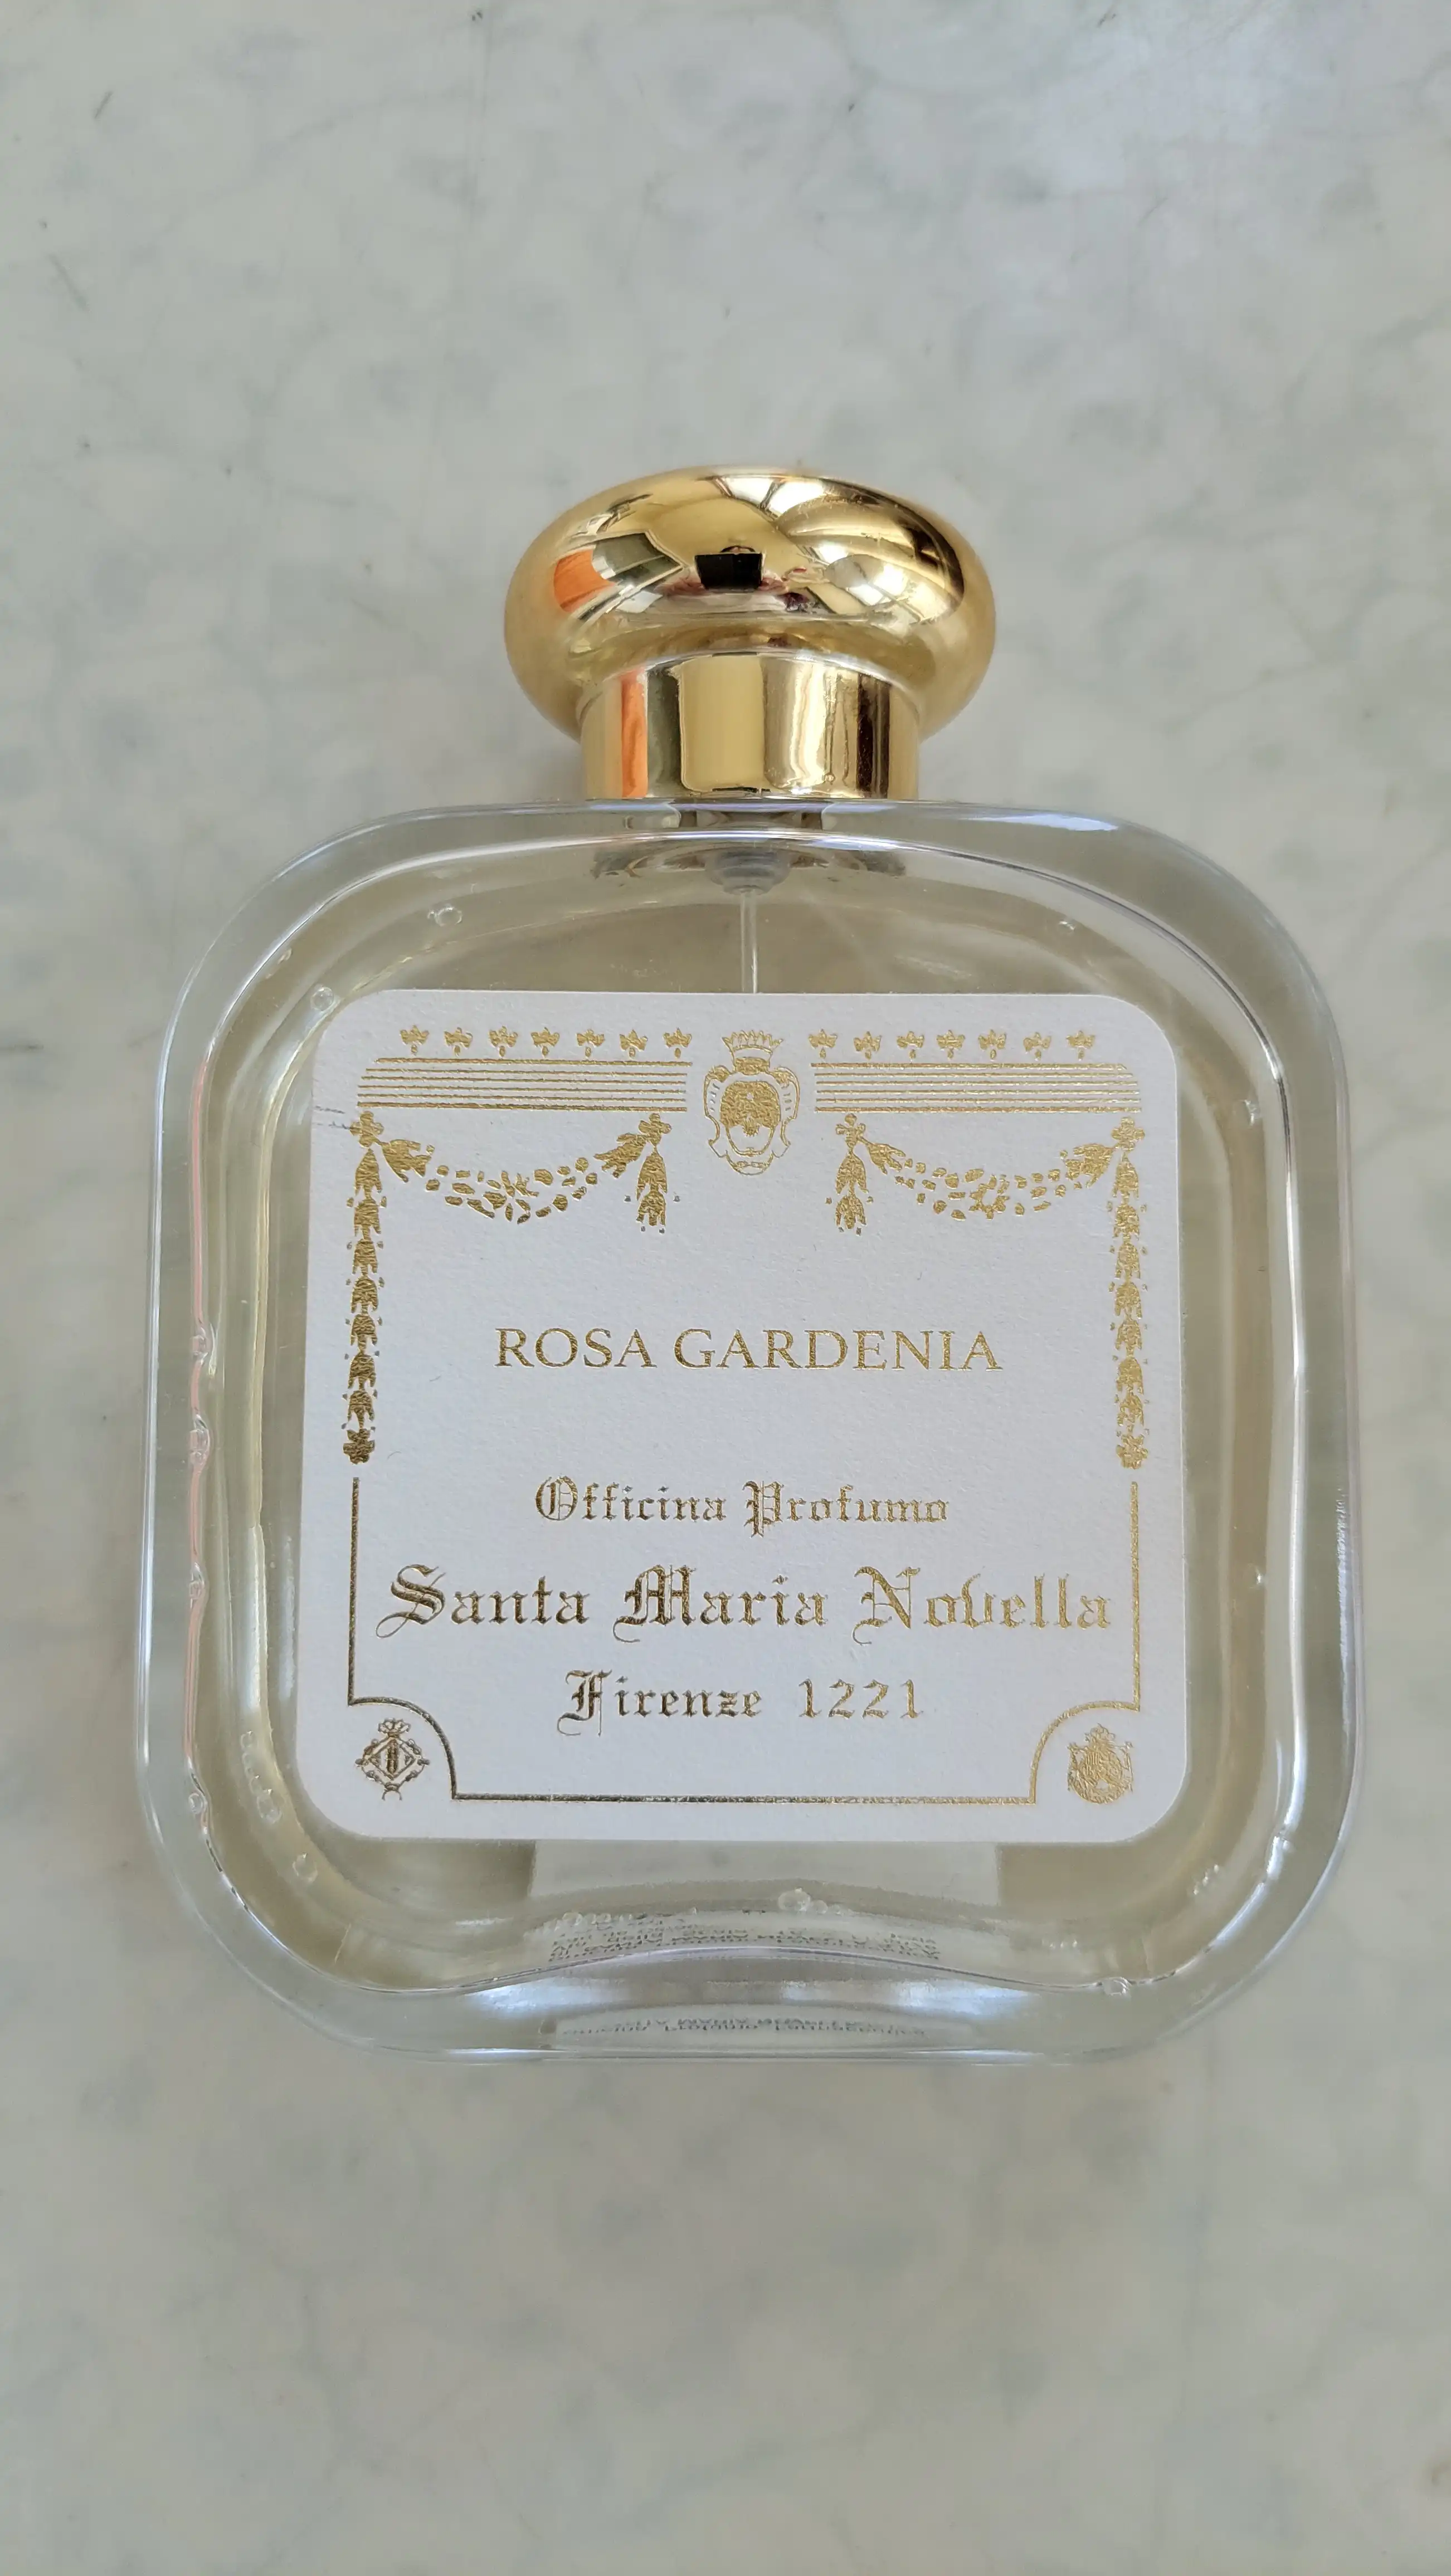 ROSA GARDENIA
Officina Profumo
Santa Maria Novella
Firenze 1221